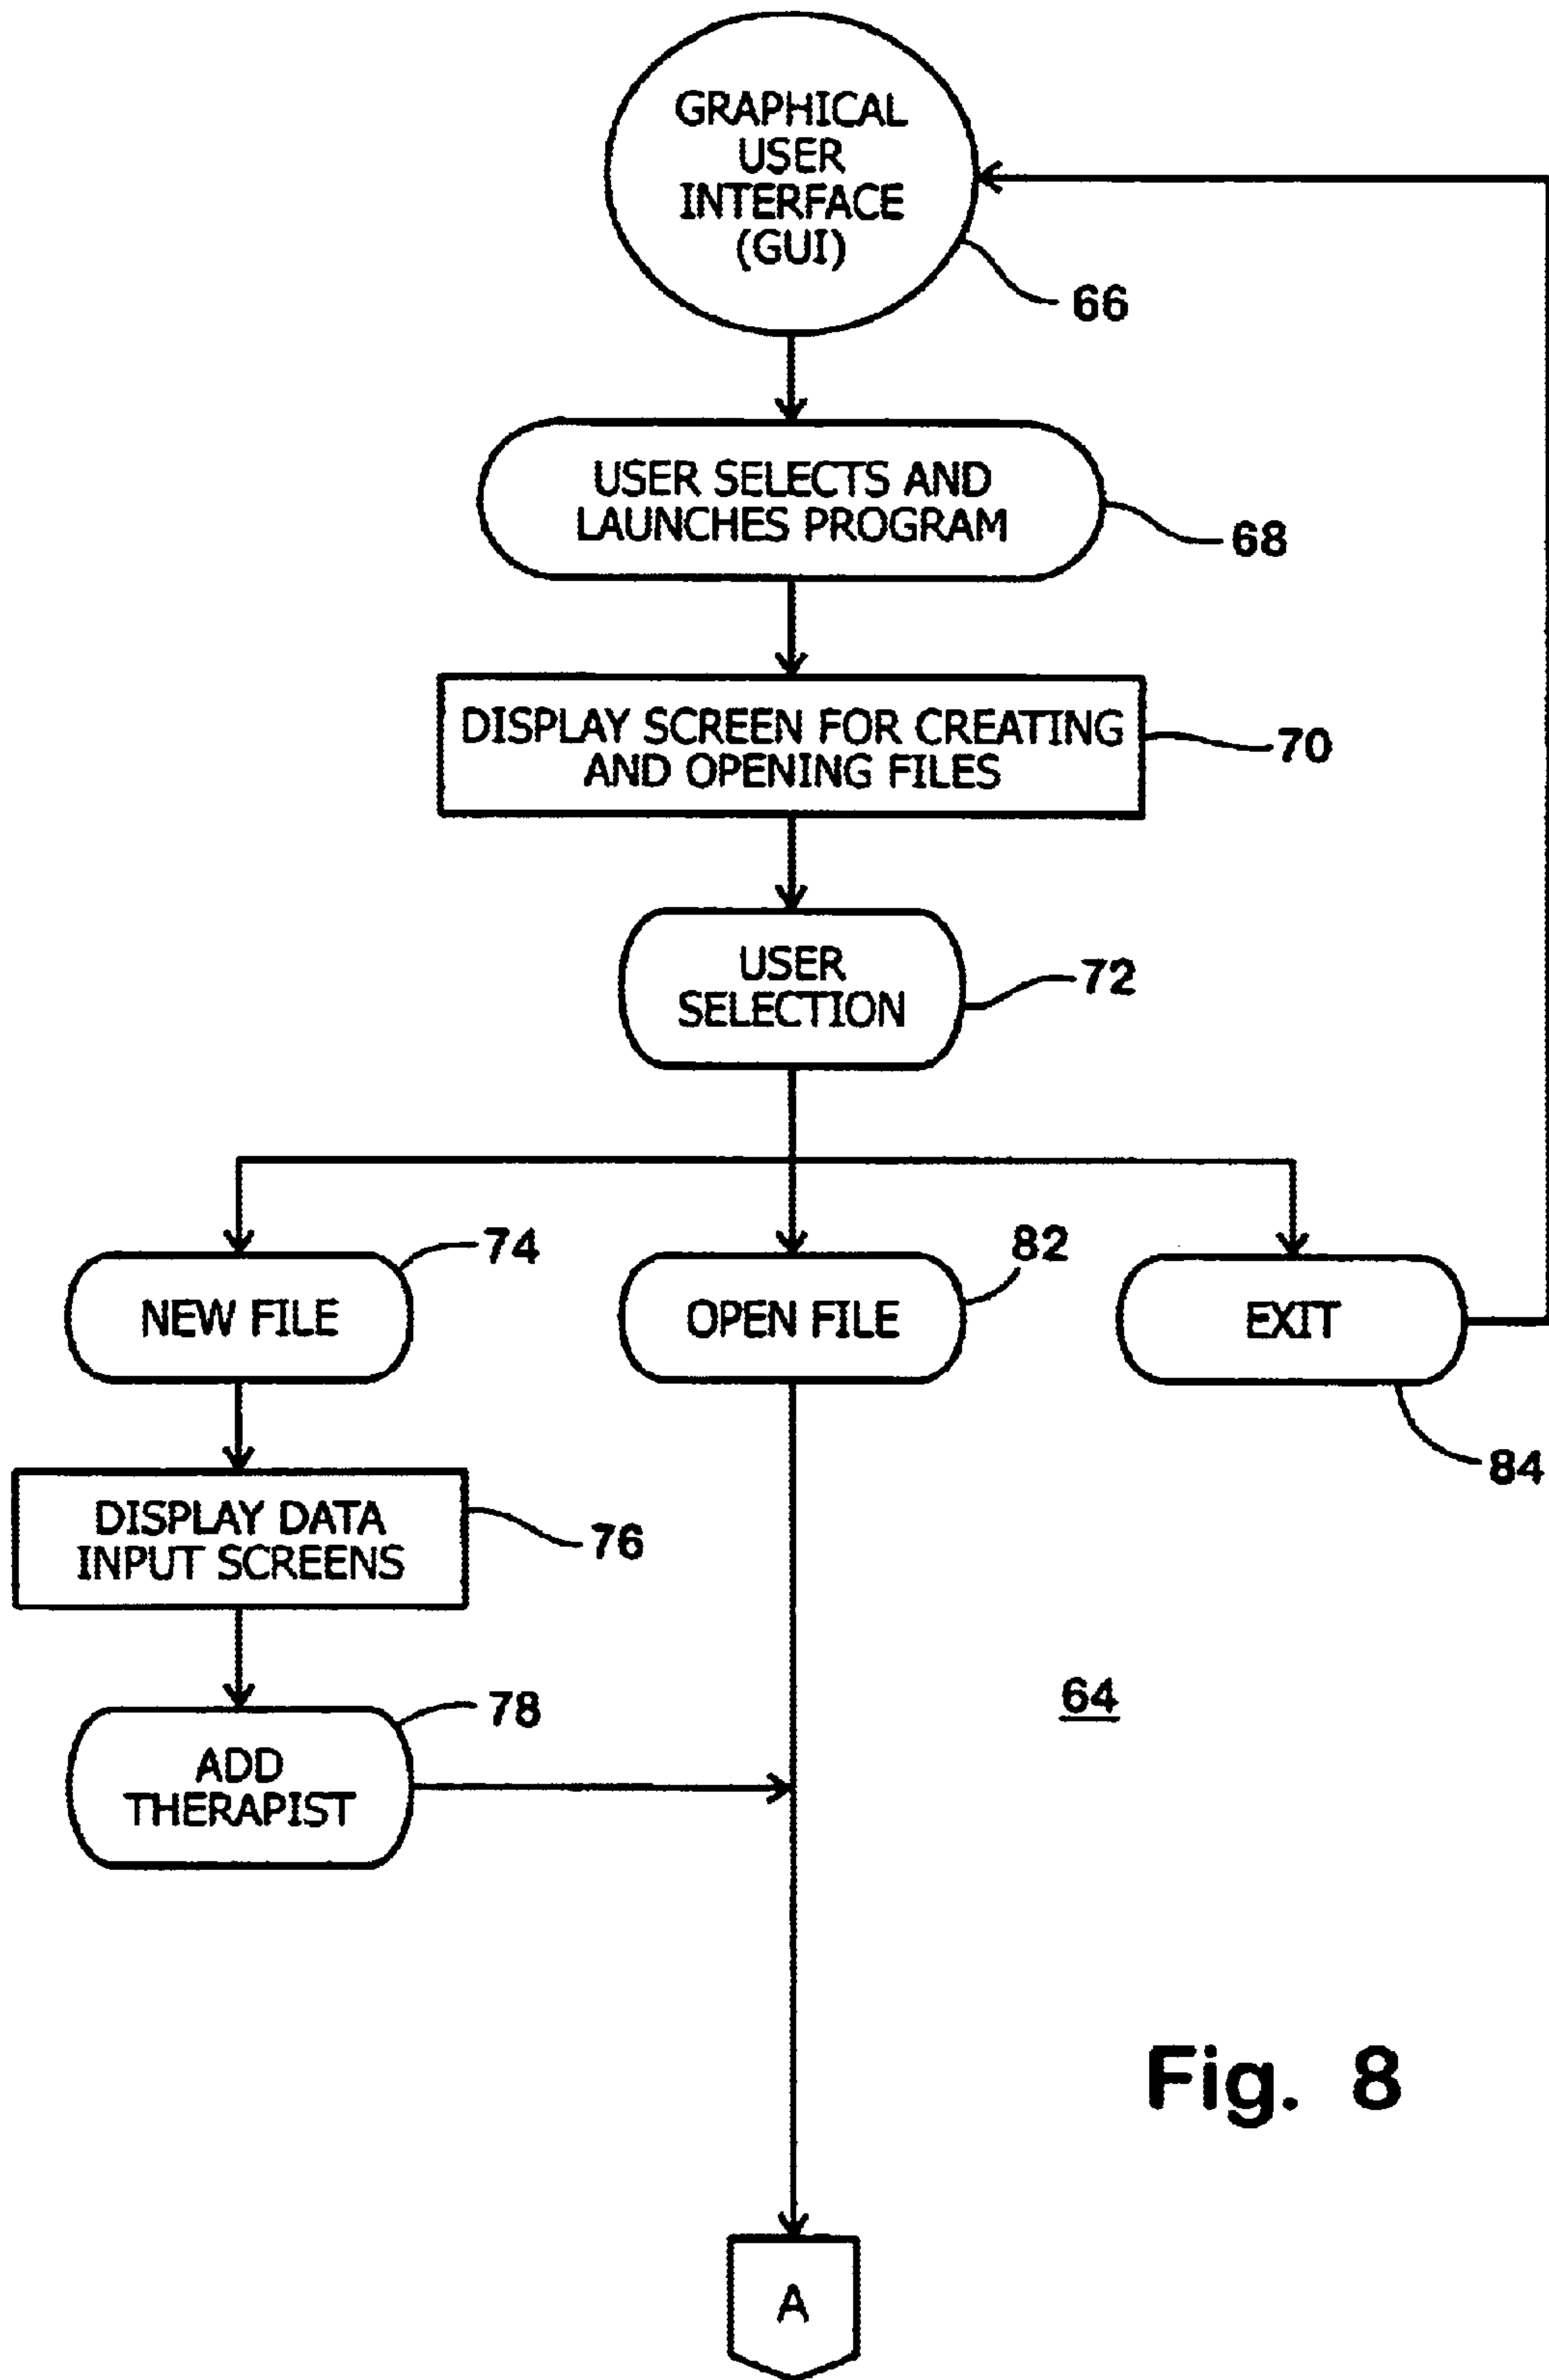 GRAPHICAL
USER
INTERFACE
(GUI)
66
USER SELECTS AND
LAUNCHES PROGRAM
68
DISPLAY SCREEN FOR CREATING
AND OPENING FILES
70
USER
SELECTION
72
74
82
NEW FILE
OPEN FILE
EXIT
84
DISPLAY DATA
INPUT SCREENS
76
78
ADD
THERAPIST
64
Fig. 8
A